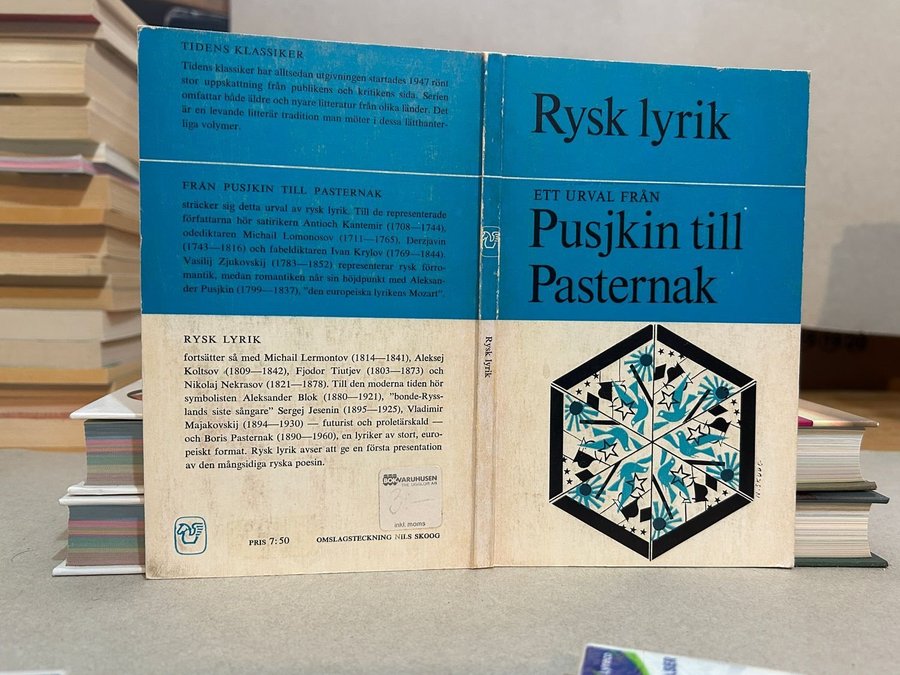 TIDENS KLASSIKER
Tidens klassiker har alltsedan utgivningen startades 1947 rönt
stor uppskattning från publikens och kritikens sida. Serien
omfattar både äldre och nyare litteratur från olika länder. Det
är en levande litterär tradition man möter i dessa lätthanter-
liga volymer.
FRÅN PUSJKIN TILL PASTERNAK
sträcker sig detta urval av rysk lyrik. Till de representerade
författarna hör satirikern Antioch Kantemir (1708—1744),
odediktaren Michail Lomonosov (1711—1765), Derzjavin
(1743—1816) och fabeldiktaren Ivan Krylov (1769—1844).
Vasilij Zjukovskij (1783—1852) representerar rysk förro-
mantik, medan romantiken når sin höjdpunkt med Aleksan-
der Pusjkin (1799—1837), "den europeiska lyrikens Mozart".
RYSK LYRIK
fortsätter så med Michail Lermontov (1814—1841), Aleksej
Koltsov (1809—1842), Fjodor Tiutjev (1803—1873) och
Nikolaj Nekrasov (1821—1878). Till den moderna tiden hör
symbolisten Aleksander Blok (1880—1921), "bonde-Ryss-
lands siste sångare" Sergej Jesenin (1895—1925), Vladimir
Majakovskij (1894—1930) — futurist och proletärskald —
och Boris Pasternak (1890—1960), en lyriker av stort, euro-
peiskt format. Rysk lyrik avser att ge en första presentation
av den mångsidiga ryska poesin.
BOKVARUHUSEN
inkl. moms
PRIS 7:50
OMSLAGSTECKNING NILS SKOOG
Rysk lyrik
Rysk lyrik
ETT URVAL FRÅN
Pusjkin till
Pasternak